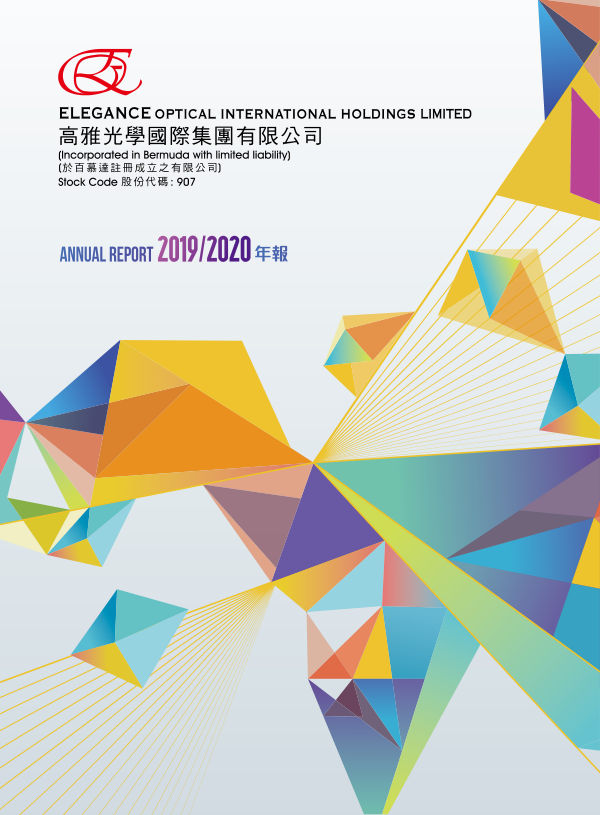 ELEGANCE OPTICAL INTERNATIONAL HOLDINGS LIMITED
高雅光學國際集團有限公司
(Incorporated in Bermuda with limited liability)
(於百慕達註冊成立之有限公司)
Stock Code 股份代碼 : 907
ANNUAL REPORT 2019/2020 年報